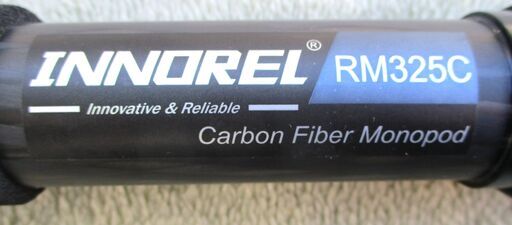 INNOREL® RM325C
Innovative & Reliable
Carbon Fiber Monopod